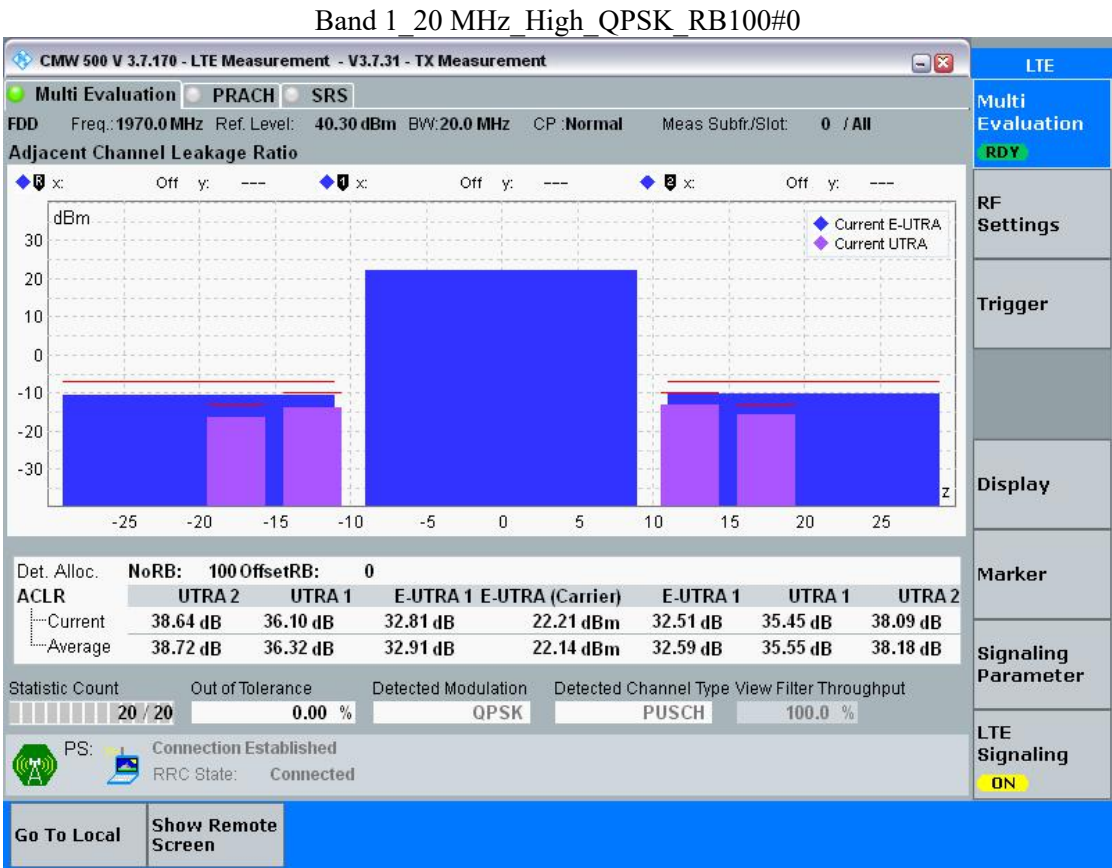 Band 1_20 MHz_High_QPSK_RB100#0
CMW 500 V 3.7.170 - LTE Measurement - V3.7.31 - TX Measurement
LTE
Multi Evaluation PRACH SRS
Multi Evaluation
RDY
FDD Freq.: 1970.0 MHz Ref. Level: 40.30 dBm BW: 20.0 MHz CP : Normal Meas Subfr./Slot: 0 / All
Adjacent Channel Leakage Ratio
R x: Off y: --- 1 x: Off y: --- 2 x: Off y: ---
dBm
Current E-UTRA
Current UTRA
30
20
10
0
-10
-20
-30
z
-25 -20 -15 -10 -5 0 5 10 15 20 25
RF Settings
Trigger
Display
Marker
Signaling Parameter
LTE Signaling
ON
Det. Alloc. NoRB: 100 OffsetRB: 0
ACLR UTRA 2 UTRA 1 E-UTRA 1 E-UTRA (Carrier) E-UTRA 1 UTRA 1 UTRA 2
Current 38.64 dB 36.10 dB 32.81 dB 22.21 dBm 32.51 dB 35.45 dB 38.09 dB
Average 38.72 dB 36.32 dB 32.91 dB 22.14 dBm 32.59 dB 35.55 dB 38.18 dB
Statistic Count Out of Tolerance Detected Modulation Detected Channel Type View Filter Throughput
20 / 20 0.00 % QPSK PUSCH 100.0 %
PS: Connection Established
RRC State: Connected
Go To Local
Show Remote Screen